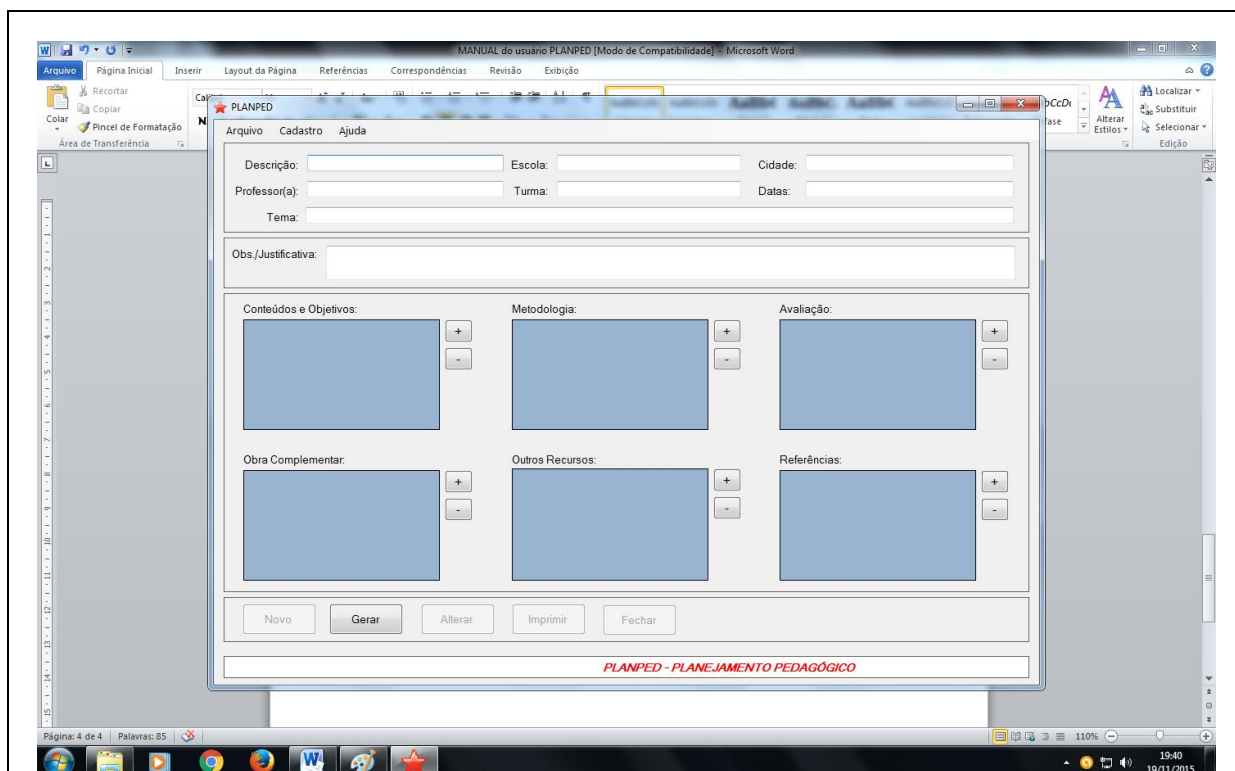 MANUAL do usuário PLANPED [Modo de Compatibilidade] - Microsoft Word
Arquivo Página Inicial Inserir Layout da Página Referências Correspondências Revisão Exibição
Recortar
Copiar
Colar
Pincel de Formatação
Área de Transferência
N
Alterar
Estilos
Localizar
Substituir
Selecionar
Edição
PLANPED
Arquivo Cadastro Ajuda
Descrição: Escola: Cidade:
Professor(a): Turma: Datas:
Tema:
Obs./Justificativa:
Conteúdos e Objetivos: Metodologia: Avaliação:
+ + +
- - -
Obra Complementar: Outros Recursos: Referências:
+ + +
- - -
Novo Gerar Alterar Imprimir Fechar
PLANPED - PLANEJAMENTO PEDAGÓGICO
Página: 4 de 4 Palavras: 85 110%
19:40
19/11/2015